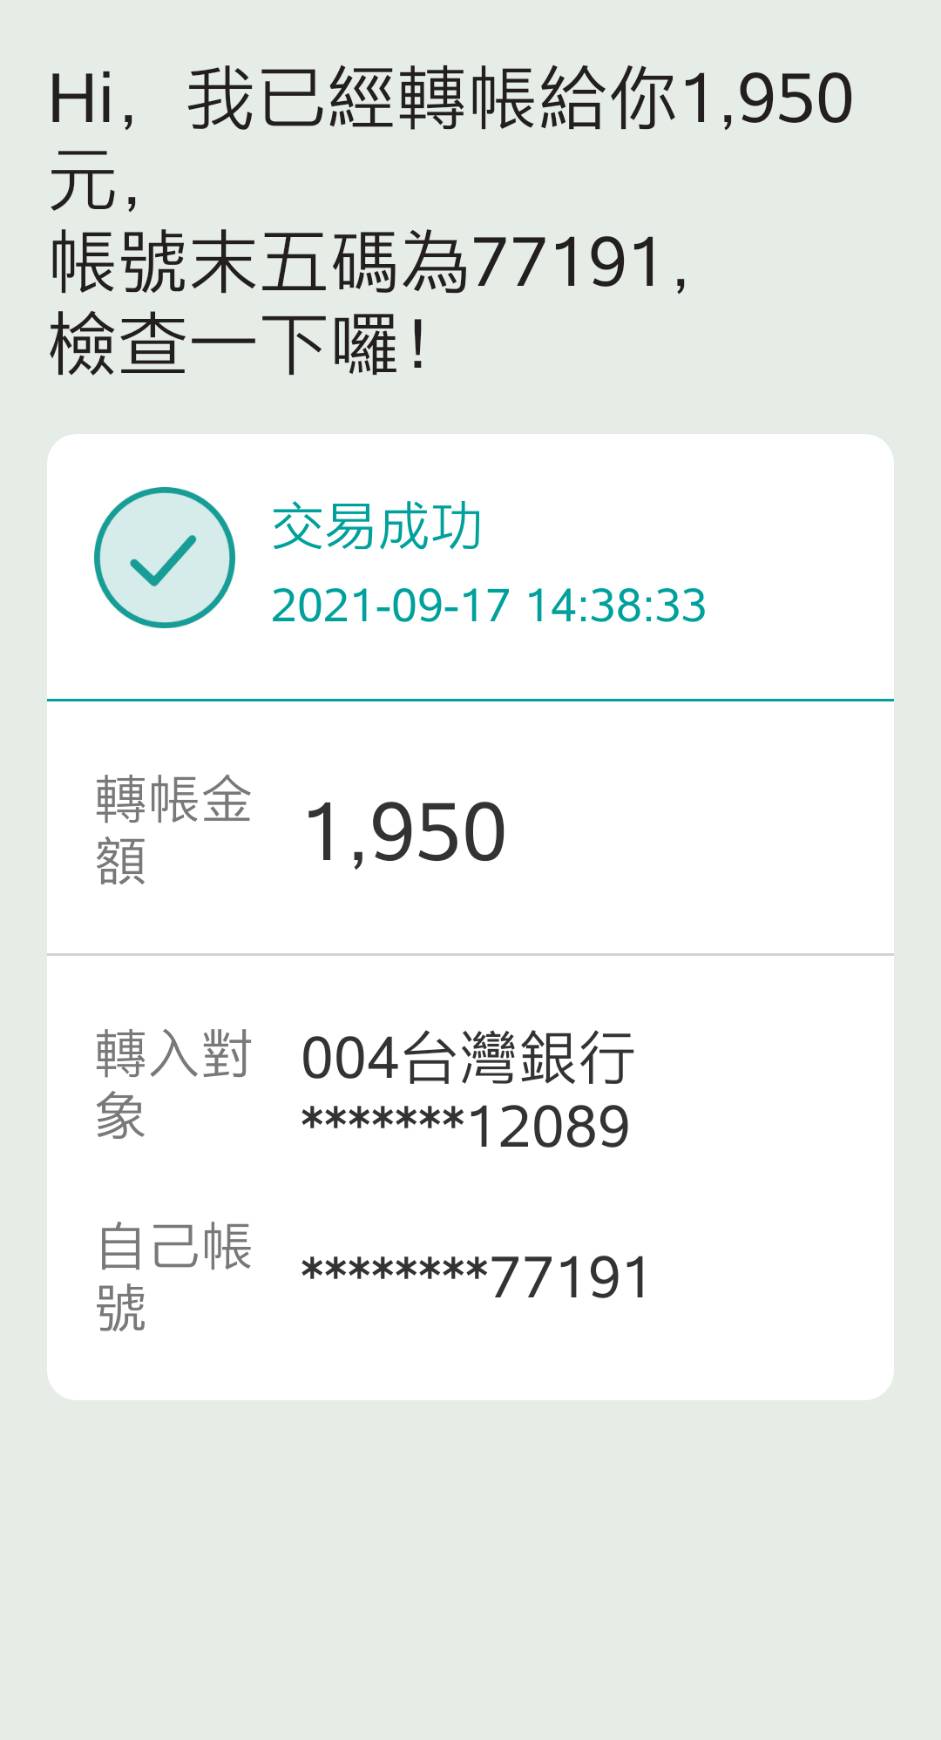 Hi，我已經轉帳給你1,950
元，
帳號末五碼為77191，
檢查一下囉！
交易成功
2021-09-17 14:38:33
轉帳金
額
1,950
轉入對
象
004台灣銀行
*******12089
自己帳
號
********77191